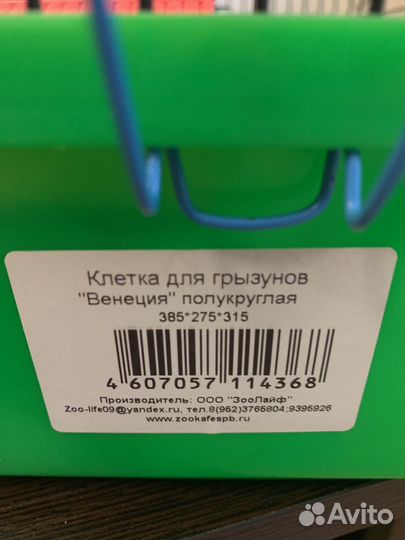 Клетка для грызунов
"Венеция" полукруглая
385*275*315
4 607057 114368
Производитель: ООО "ЗооЛайф"
Zoo-life09@yandex.ru, тел.8(952)3765804;9395926
www.zookafespb.ru
Avito